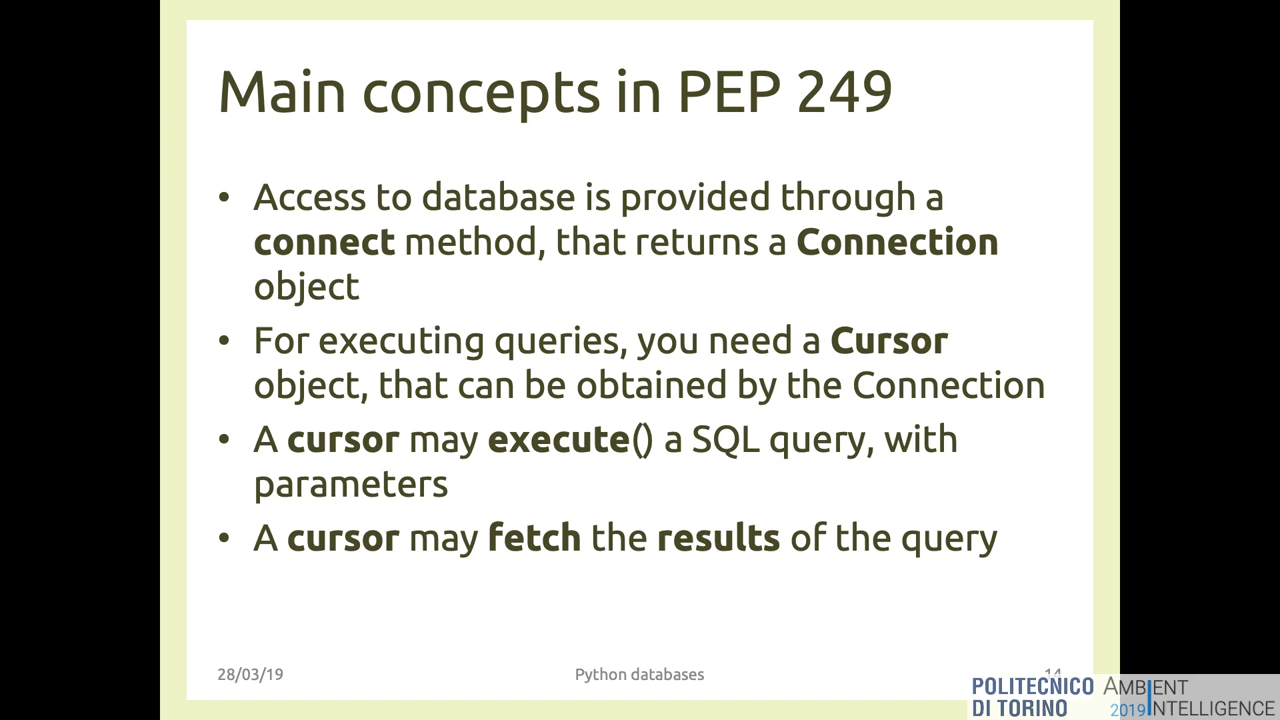 Main concepts in PEP 249
• Access to database is provided through a
connect method, that returns a Connection
object
• For executing queries, you need a Cursor
object, that can be obtained by the Connection
• A cursor may execute() a SQL query, with
parameters
• A cursor may fetch the results of the query
28/03/19
Python databases
14
POLITECNICO
DI TORINO
AMBIENT
2019 INTELLIGENCE